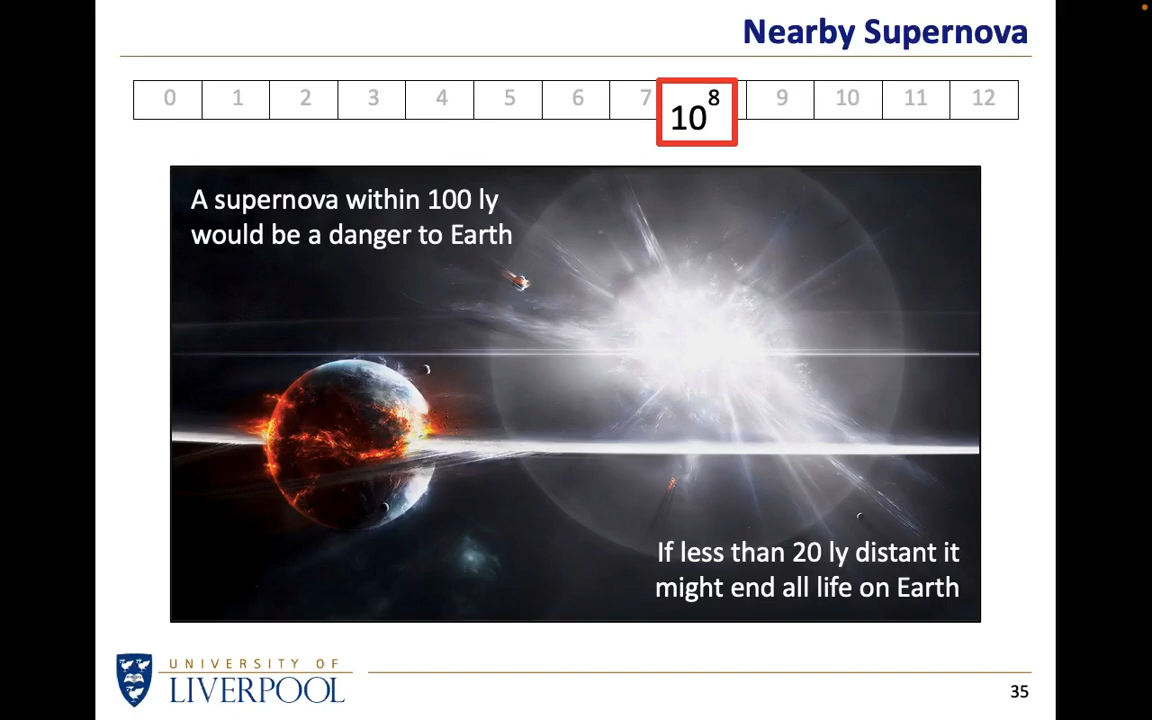 Nearby Supernova
0 1 2 3 4 5 6 7 10⁸ 9 10 11 12
A supernova within 100 ly
would be a danger to Earth
If less than 20 ly distant it
might end all life on Earth
UNIVERSITY OF
LIVERPOOL
35